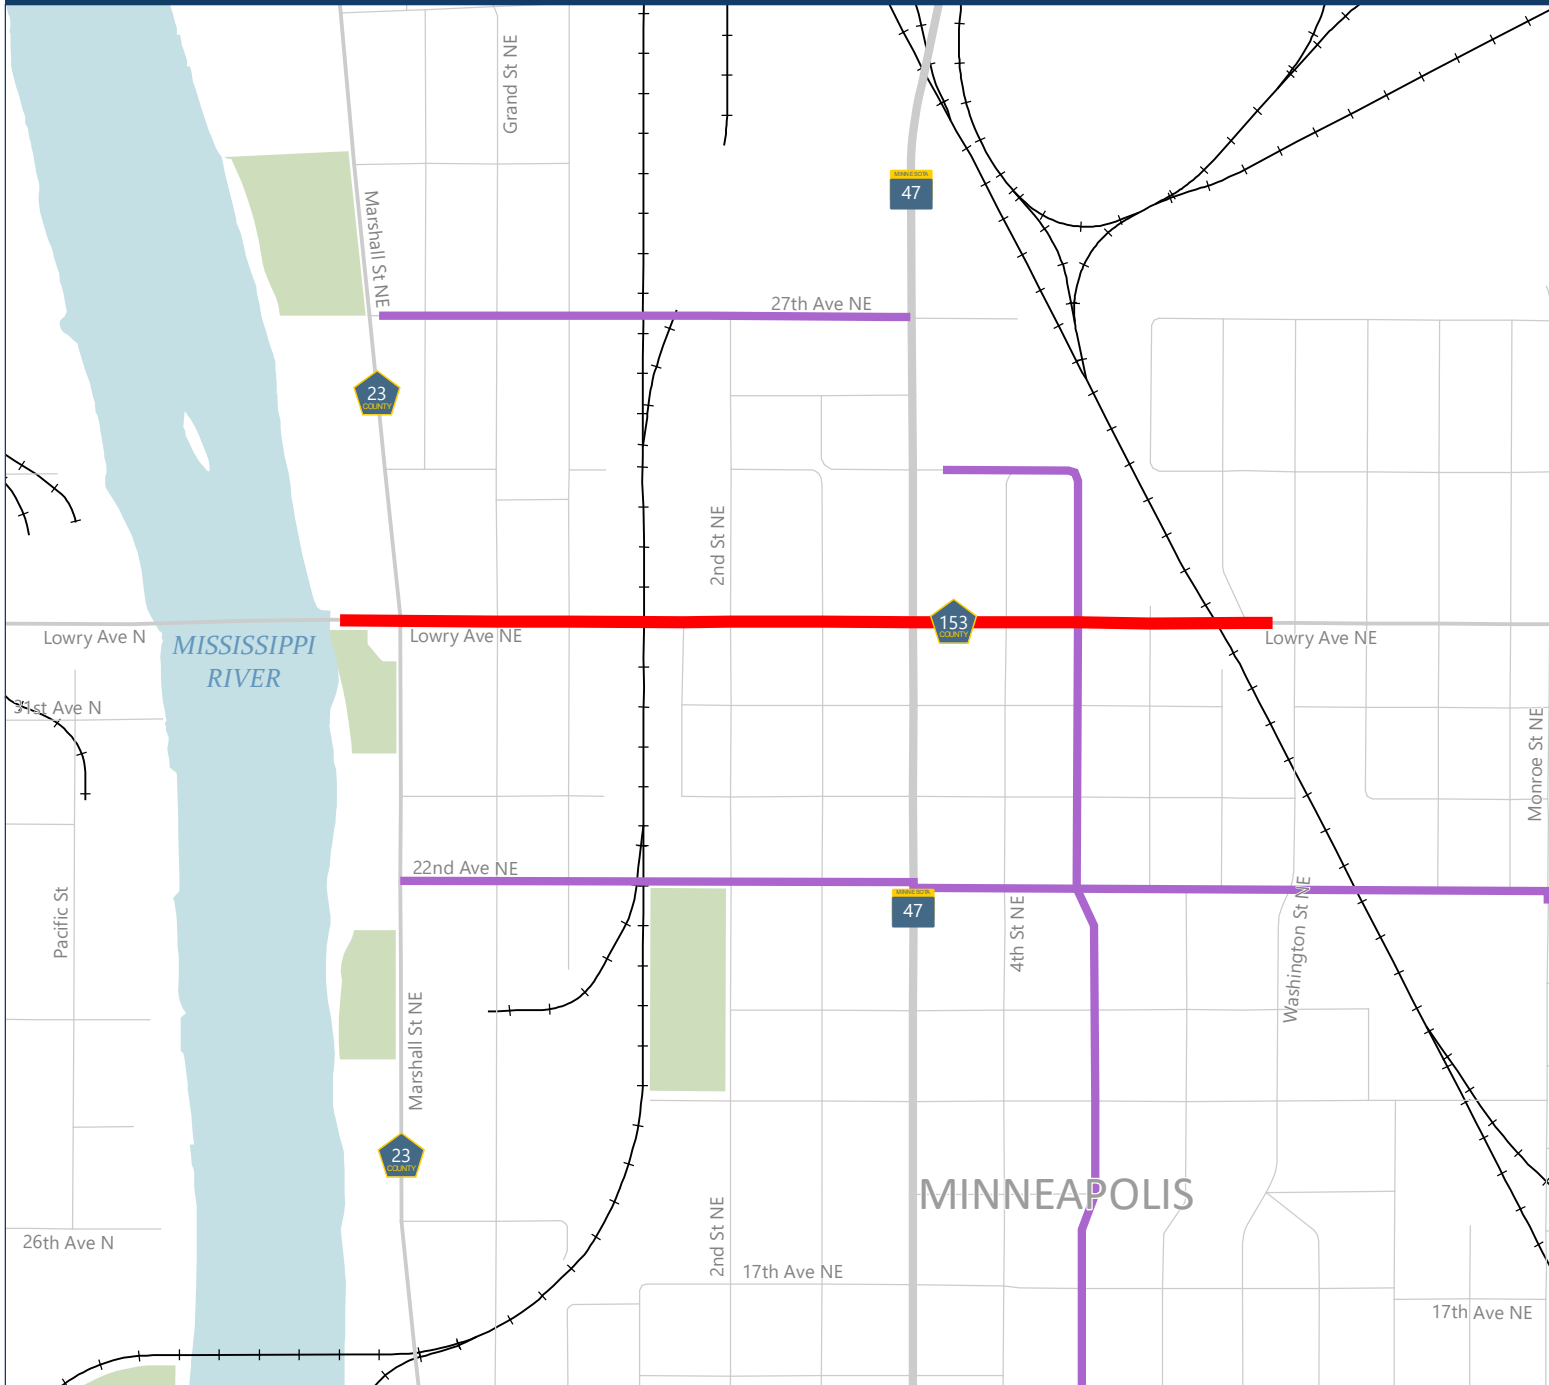 Grand St NE
MINNESOTA
47
Marshall St NE
27th Ave NE
23
COUNTY
2nd St NE
153
COUNTY
Lowry Ave N
Lowry Ave NE
Lowry Ave NE
MISSISSIPPI
RIVER
31st Ave N
Monroe St NE
22nd Ave NE
MINNESOTA
47
Pacific St
4th St NE
Washington St NE
Marshall St NE
23
COUNTY
MINNEAPOLIS
26th Ave N
2nd St NE
17th Ave NE
17th Ave NE